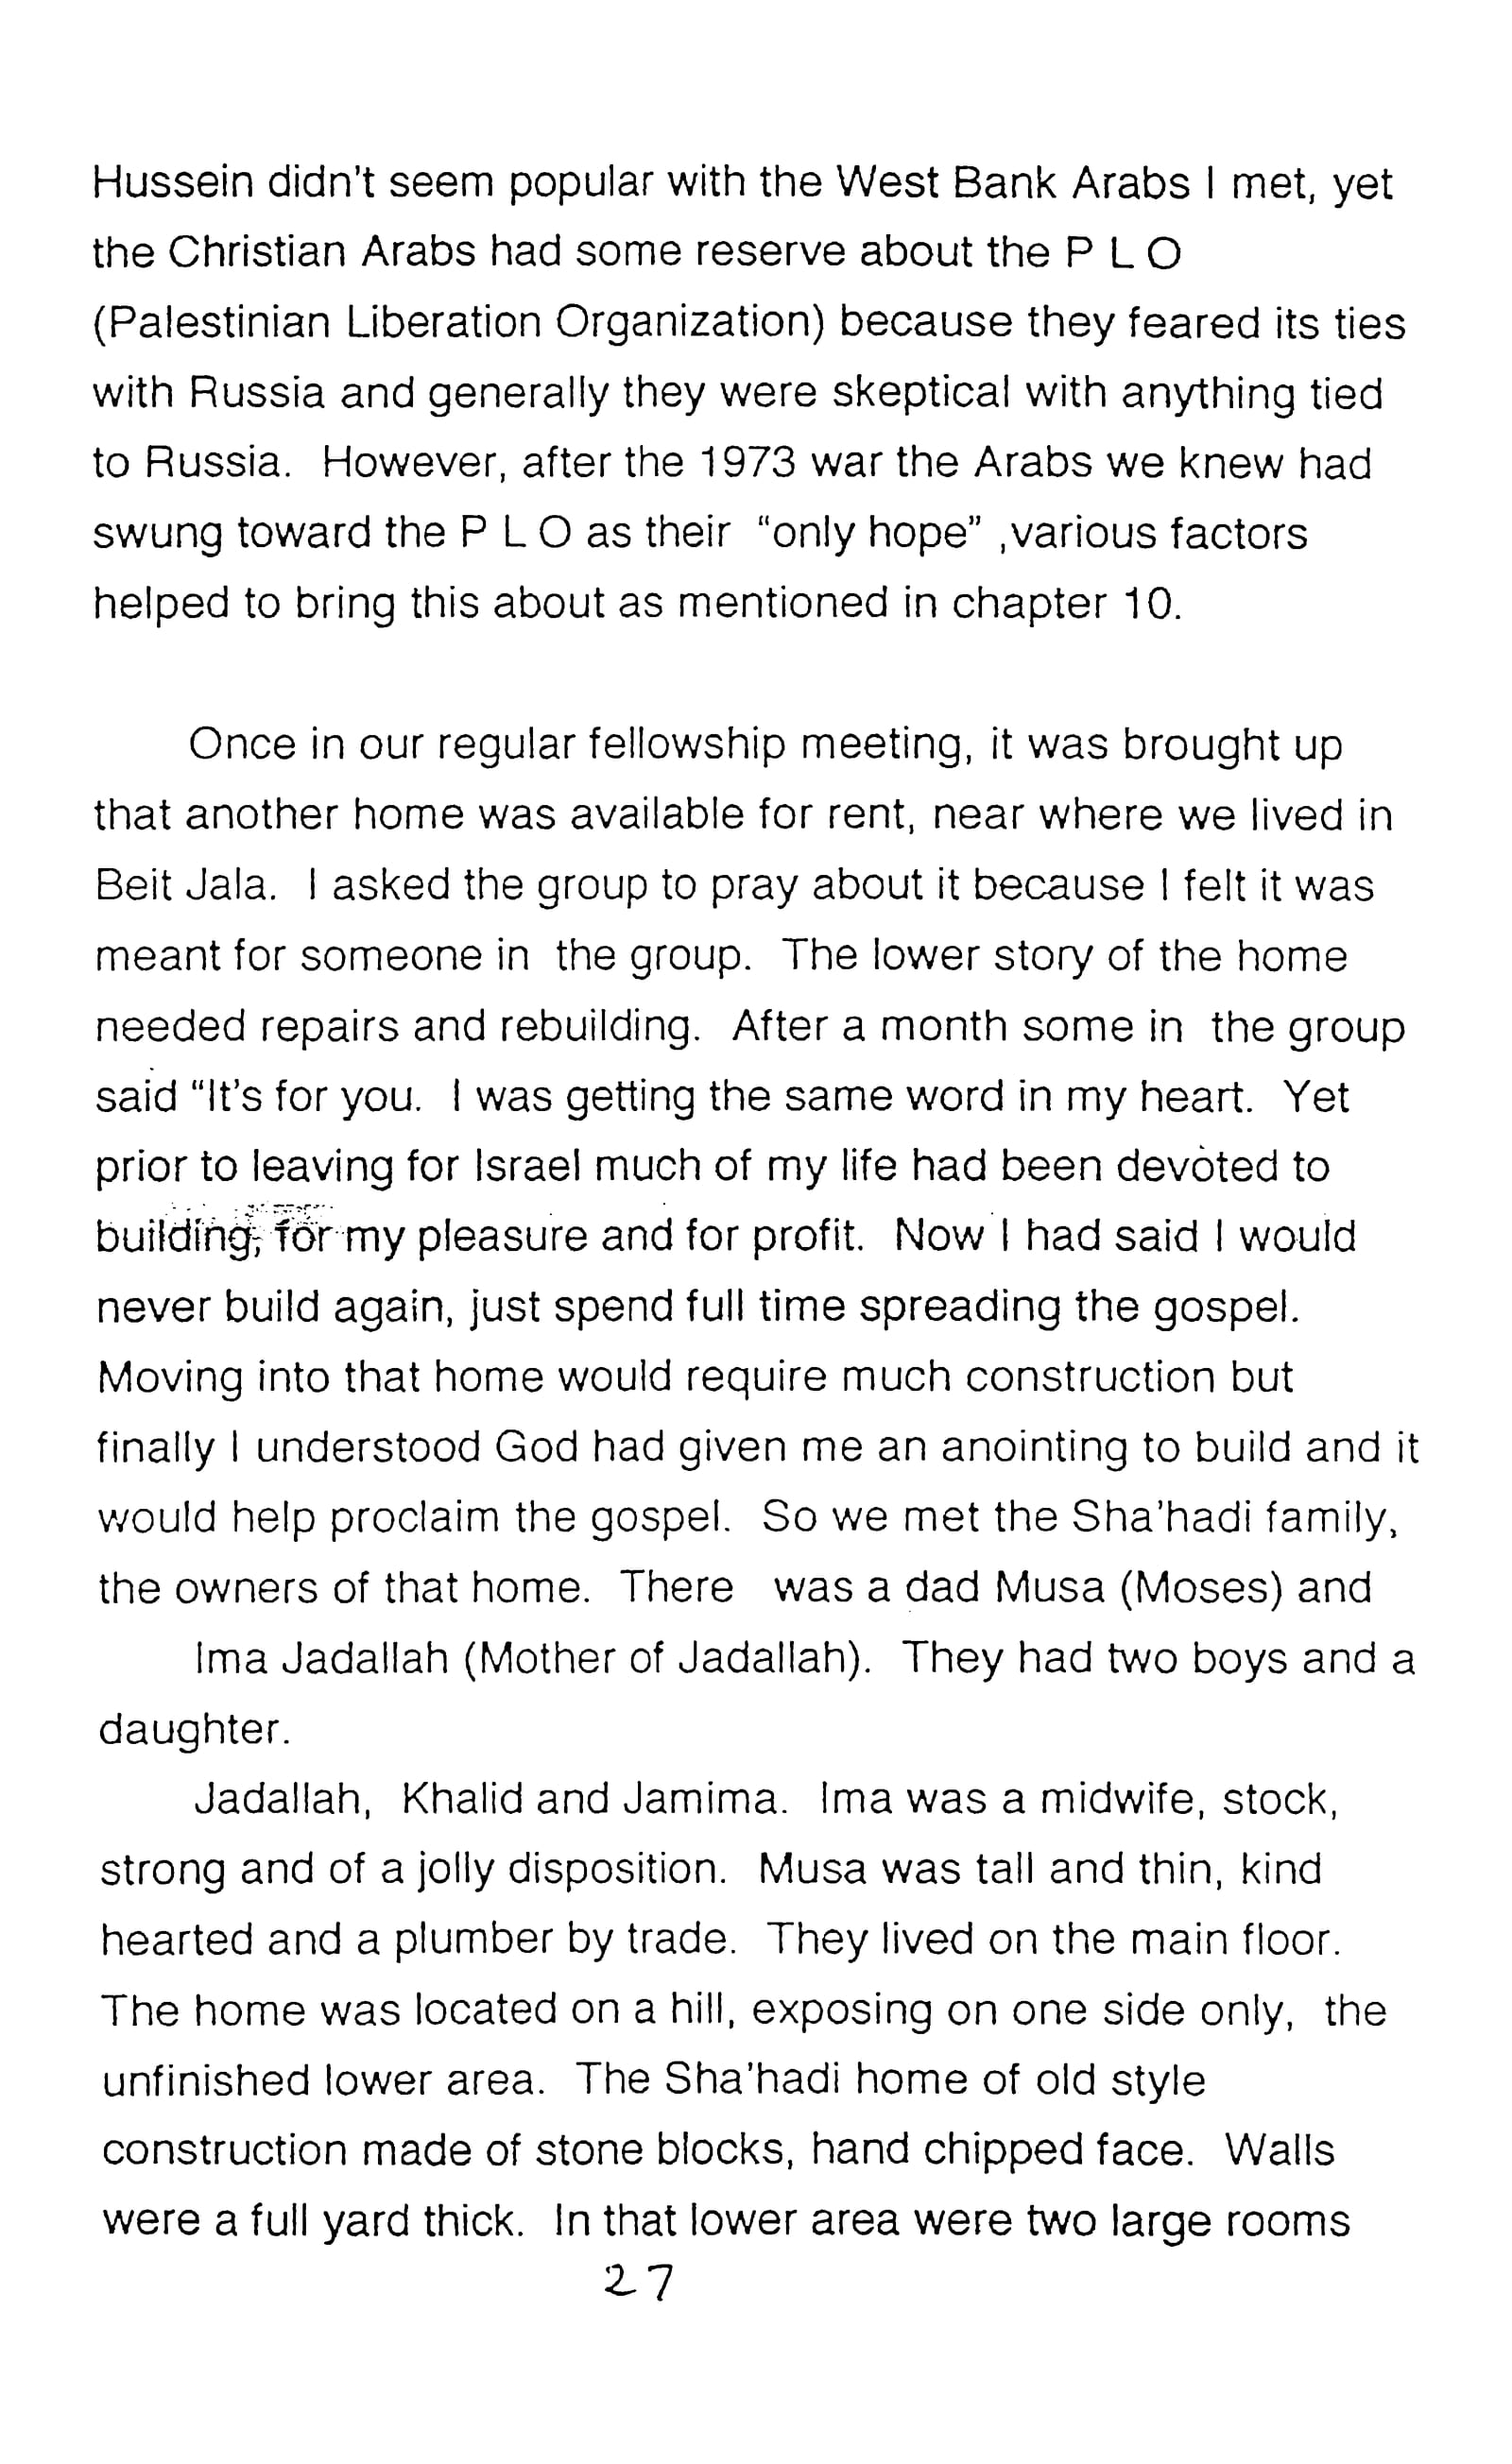 Hussein didn't seem popular with the West Bank Arabs I met, yet
the Christian Arabs had some reserve about the P L O
(Palestinian Liberation Organization) because they feared its ties
with Russia and generally they were skeptical with anything tied
to Russia.  However, after the 1973 war the Arabs we knew had
swung toward the P L O as their  “only hope” ,various factors
helped to bring this about as mentioned in chapter 10.
Once in our regular fellowship meeting, it was brought up
that another home was available for rent, near where we lived in
Beit Jala.  I asked the group to pray about it because I felt it was
meant for someone in  the group.  The lower story of the home
needed repairs and rebuilding.  After a month some in  the group
said “It's for you.  I was getting the same word in my heart.  Yet
prior to leaving for Israel much of my life had been devoted to
building, for my pleasure and for profit.  Now I had said I would
never build again, just spend full time spreading the gospel.
Moving into that home would require much construction but
finally I understood God had given me an anointing to build and it
would help proclaim the gospel.  So we met the Sha'hadi family,
the owners of that home.  There   was a dad Musa (Moses) and
Ima Jadallah (Mother of Jadallah).  They had two boys and a
daughter.
Jadallah,  Khalid and Jamima.  Ima was a midwife, stock,
strong and of a jolly disposition.  Musa was tall and thin, kind
hearted and a plumber by trade.  They lived on the main floor.
The home was located on a hill, exposing on one side only,  the
unfinished lower area.  The Sha'hadi home of old style
construction made of stone blocks, hand chipped face.  Walls
were a full yard thick.  In that lower area were two large rooms
27